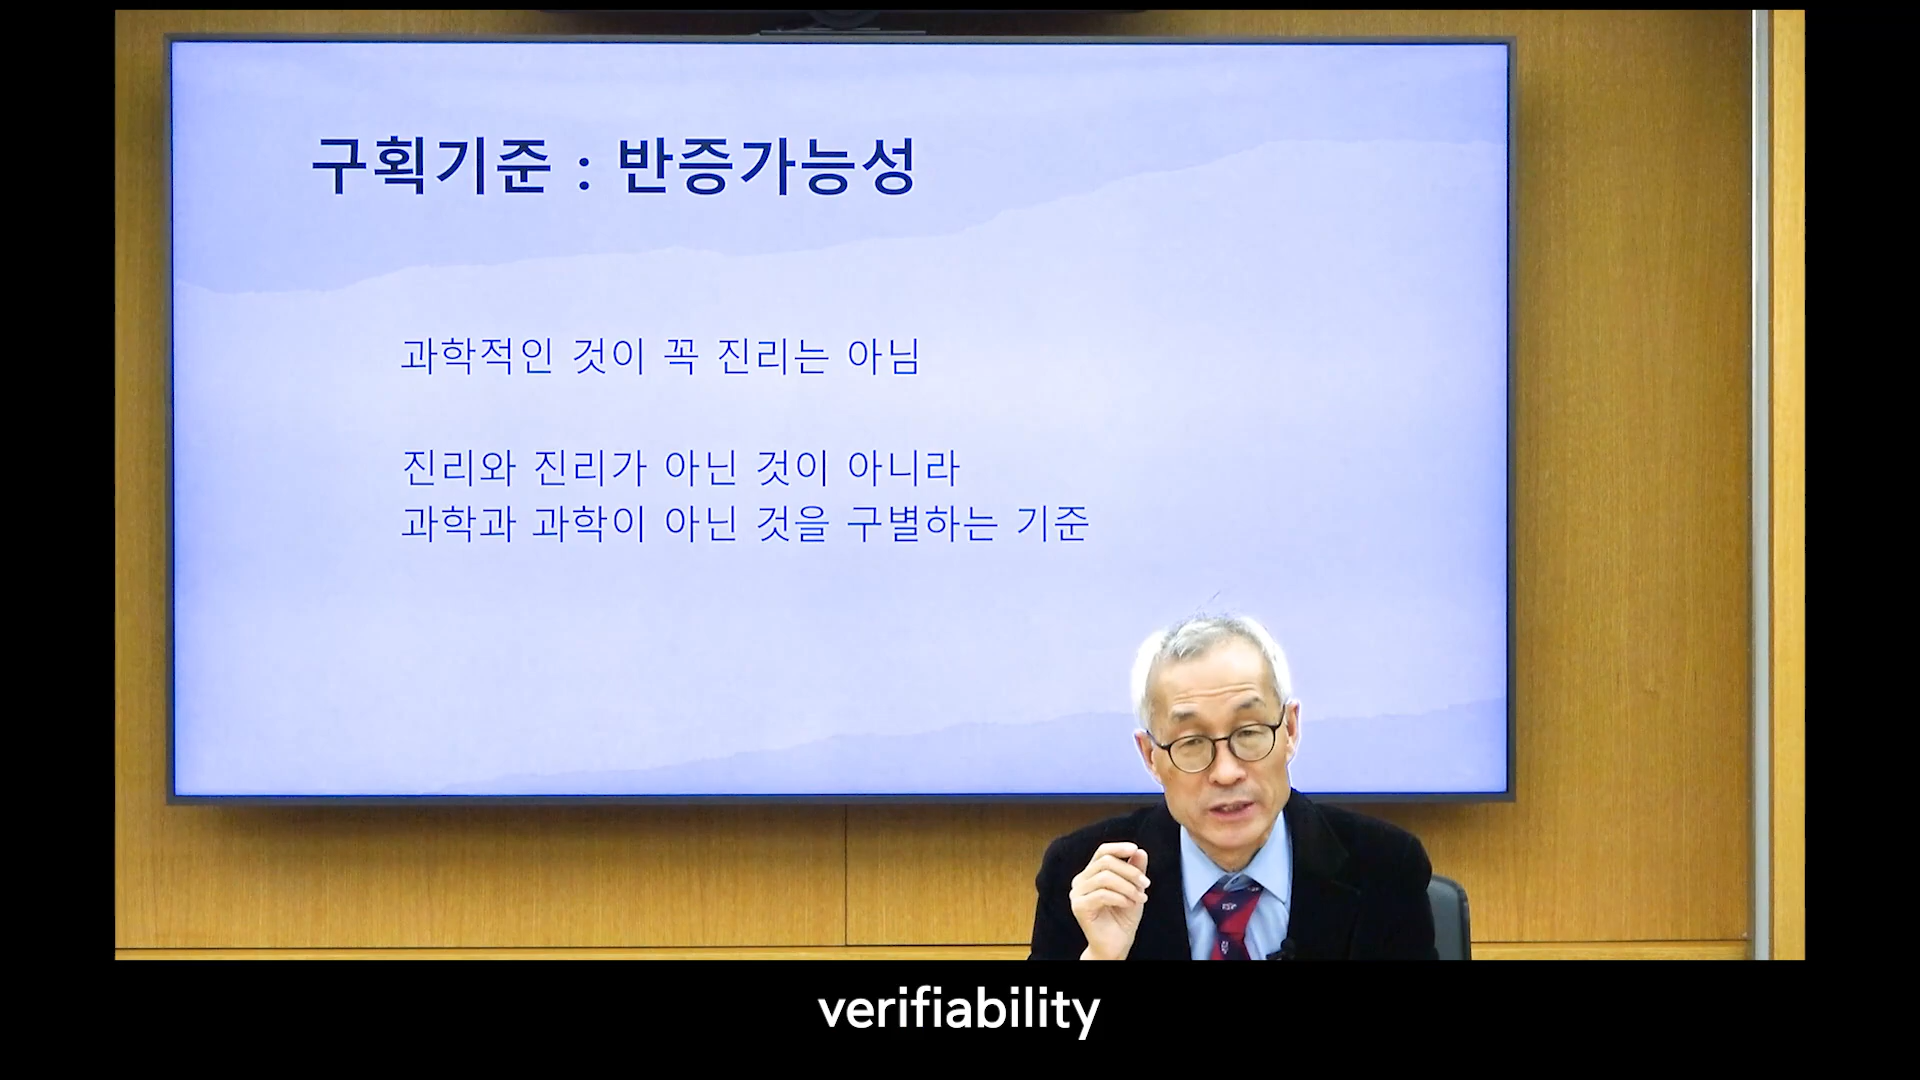 구획기준 : 반증가능성
과학적인 것이 꼭 진리는 아님
진리와 진리가 아닌 것이 아니라
과학과 과학이 아닌 것을 구별하는 기준
verifiability